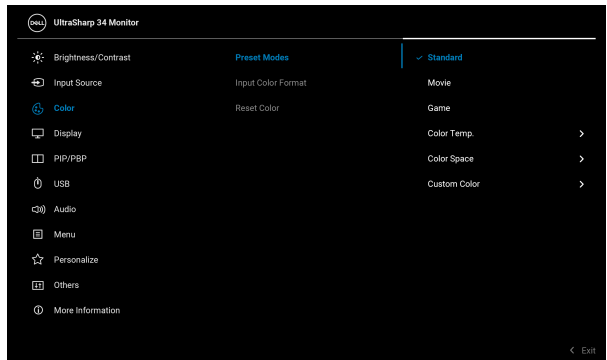 DELL UltraSharp 34 Monitor
Brightness/Contrast Preset Modes Standard
Input Source Input Color Format Movie
Color Reset Color Game
Display Color Temp.
PIP/PBP Color Space
USB Custom Color
Audio
Menu
Personalize
Others
More Information
Exit